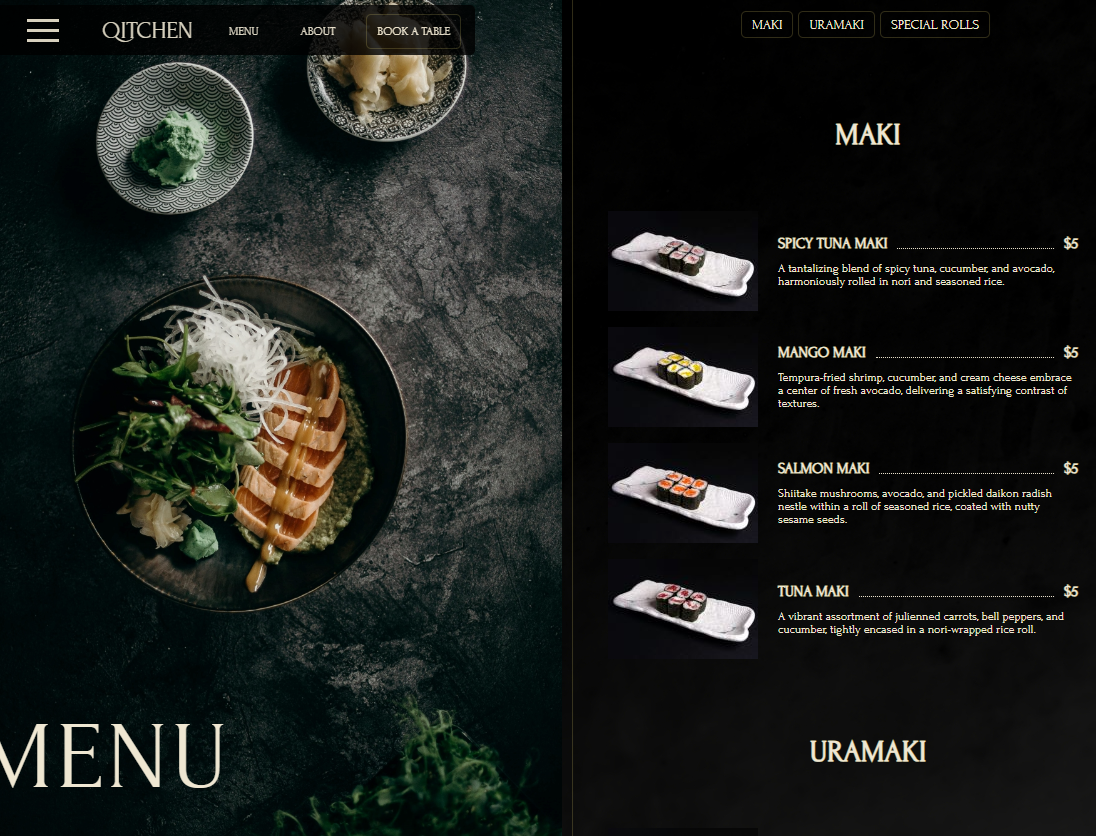 QITCHEN
MENU
ABOUT
BOOK A TABLE
MENU
MAKI
URAMAKI
SPECIAL ROLLS
MAKI
SPICY TUNA MAKI $5
A tantalizing blend of spicy tuna, cucumber, and avocado,
harmoniously rolled in nori and seasoned rice.
MANGO MAKI $5
Tempura-fried shrimp, cucumber, and cream cheese embrace
a center of fresh avocado, delivering a satisfying contrast of
textures.
SALMON MAKI $5
Shiitake mushrooms, avocado, and pickled daikon radish
nestle within a roll of seasoned rice, coated with nutty
sesame seeds.
TUNA MAKI $5
A vibrant assortment of julienned carrots, bell peppers, and
cucumber, tightly encased in a nori-wrapped rice roll.
URAMAKI